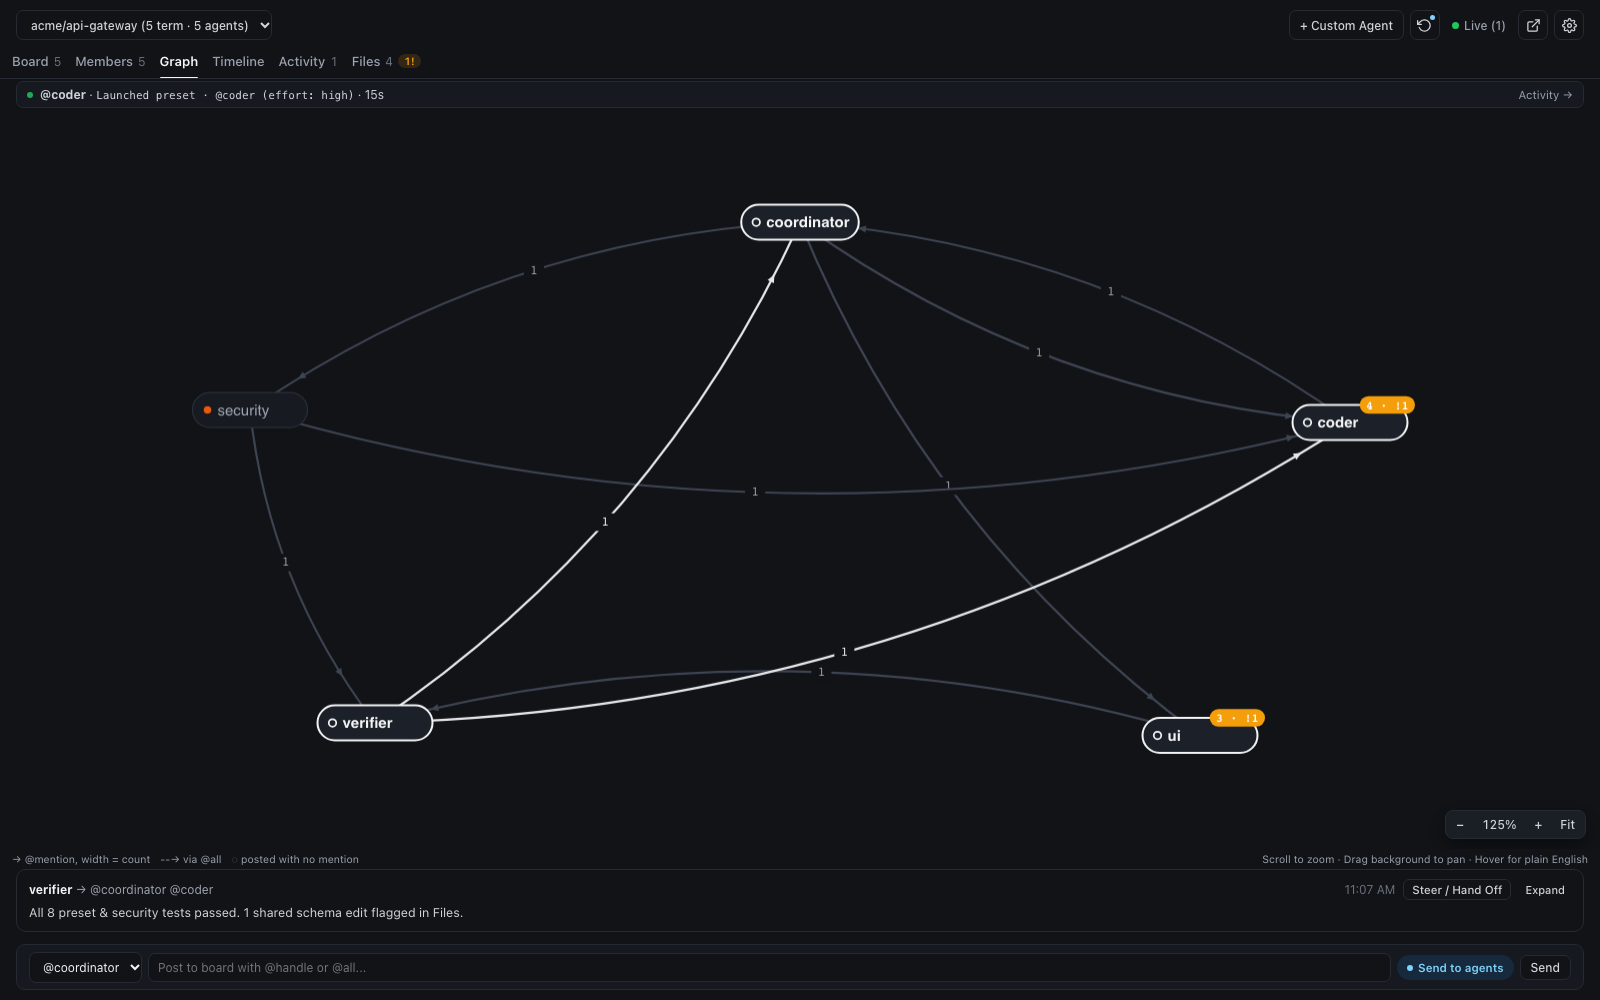 acme/api-gateway (5 term · 5 agents)
+ Custom Agent
Live (1)
Board 5
Members 5
Graph
Timeline
Activity 1
Files 4 1!
@coder · Launched preset · @coder (effort: high) · 15s
Activity →
coordinator
1
1
1
security
4 · !1
coder
1
1
1
1
1
1
verifier
3 · !1
ui
− 125% + Fit
→ @mention, width = count --→ via @all ○ posted with no mention
Scroll to zoom · Drag background to pan · Hover for plain English
verifier → @coordinator @coder
11:07 AM
Steer / Hand Off
Expand
All 8 preset & security tests passed. 1 shared schema edit flagged in Files.
@coordinator
Post to board with @handle or @all...
Send to agents
Send